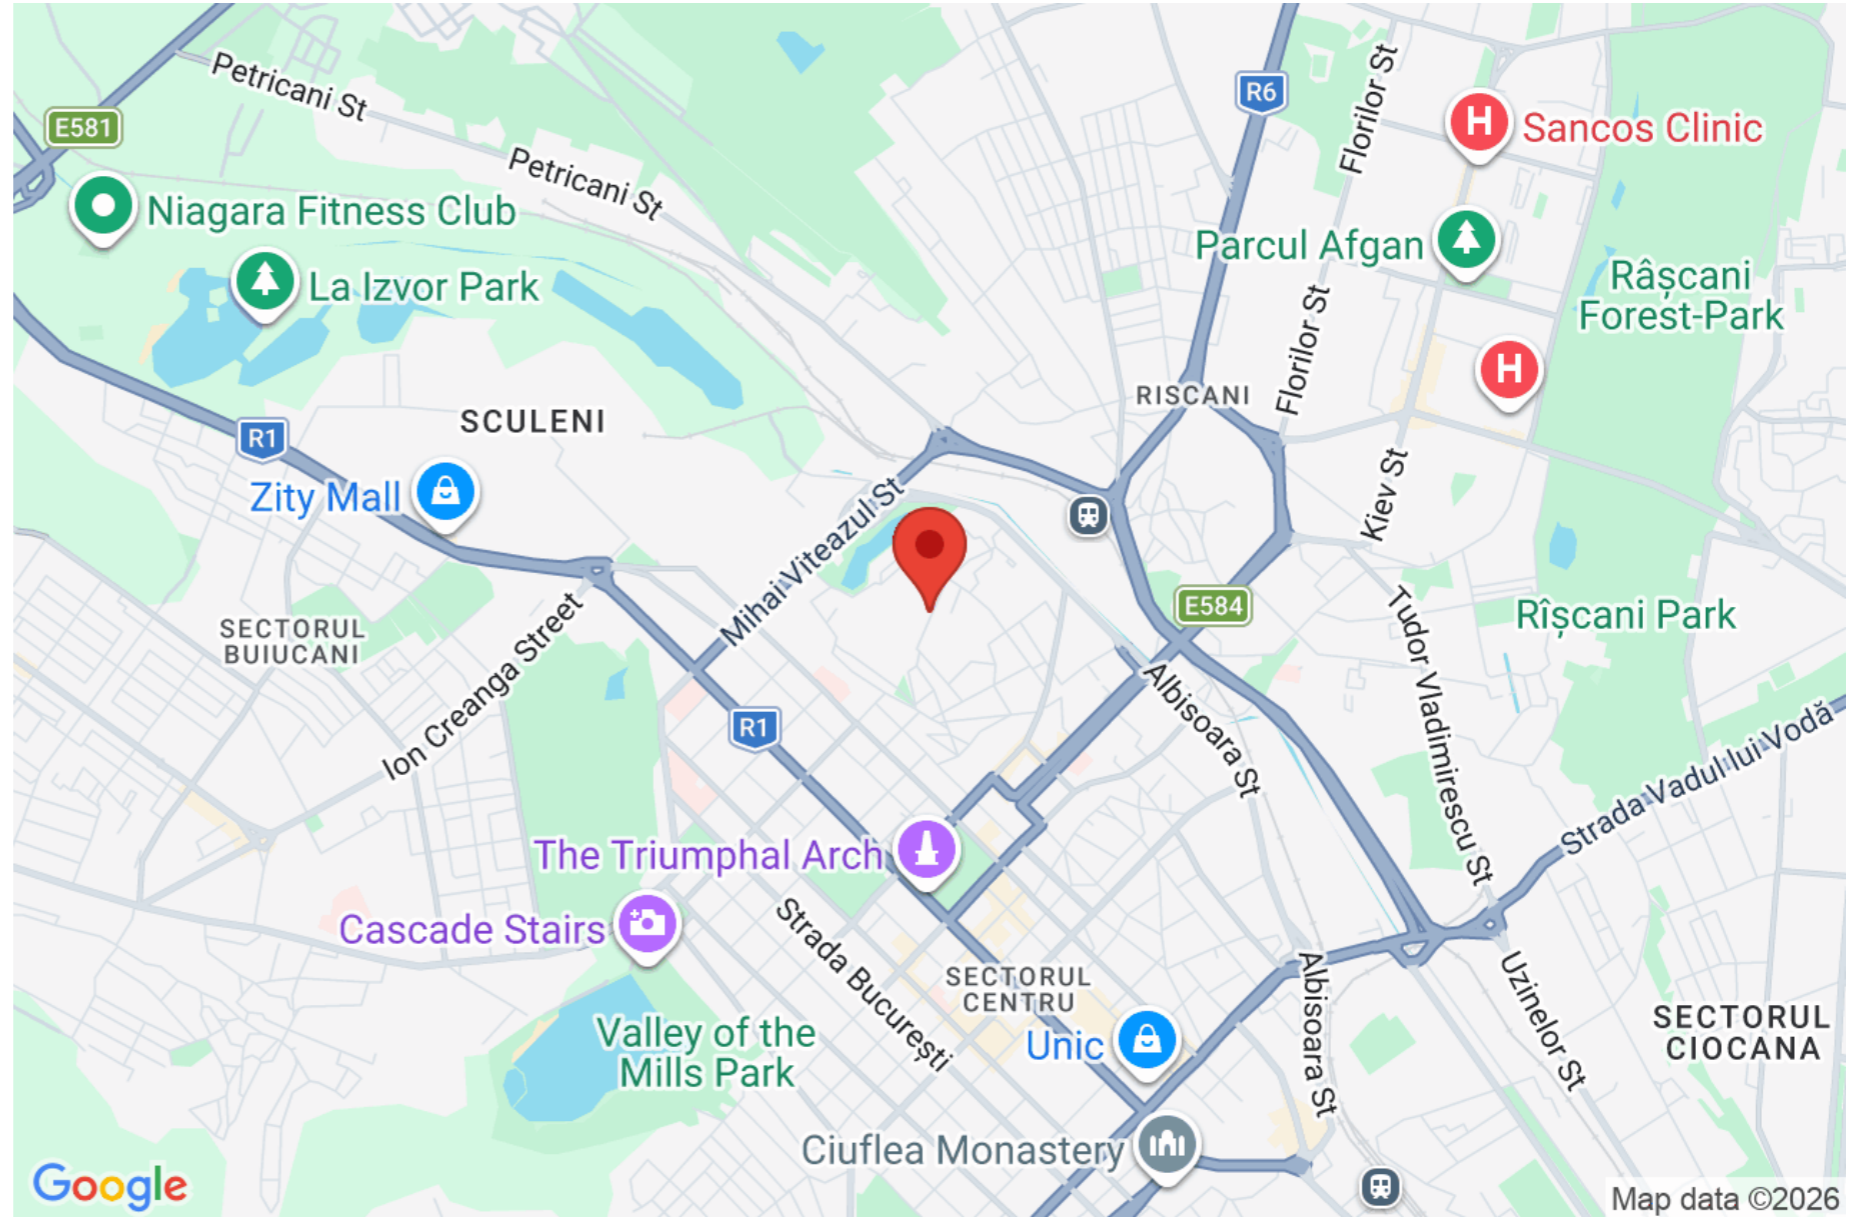 Petricani St
R6
Florilor St
E581
H
Sancos Clinic
Petricani St
Niagara Fitness Club
Parcul Afgan
La Izvor Park
Râșcani
Forest-Park
Florilor St
H
RISCANI
SCULENI
R1
Zity Mall
Mihai Viteazul St
Kiev St
E584
SECTORUL
BUIUCANI
Ion Creanga Street
Rîșcani Park
Tudor Vladimirescu St
Albisoara St
R1
Strada Vadul lui Vodă
The Triumphal Arch
Cascade Stairs
Strada București
SECTORUL
CENTRU
Albisoara St
Uzinelor St
SECTORUL
CIOCANA
Valley of the
Mills Park
Unic
Ciuflea Monastery
Google
Map data ©2026